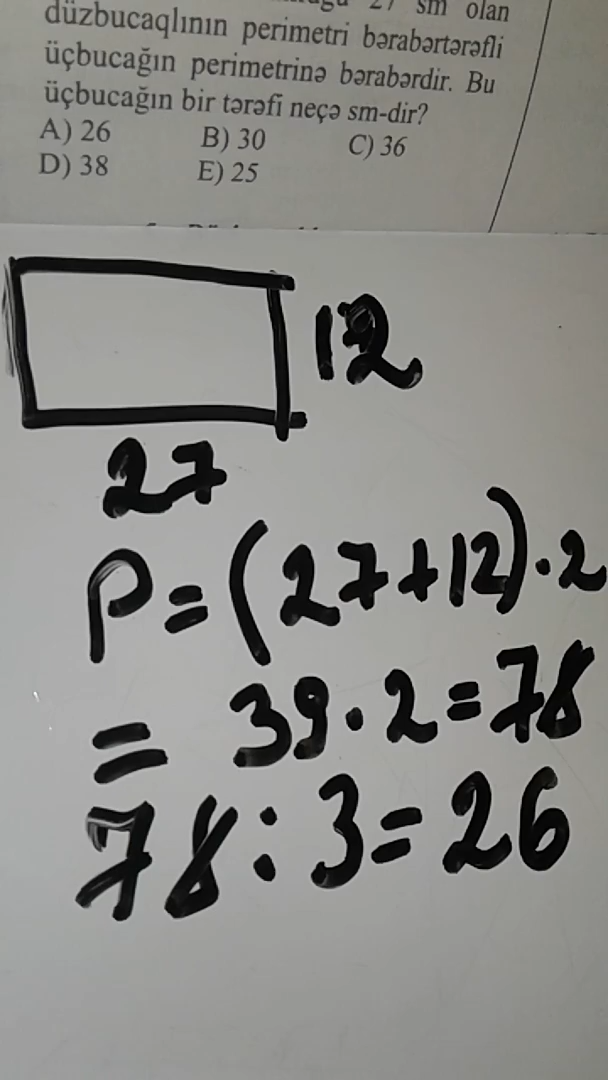 27 sm olan
düzbucaqlının perimetri bərabərtərəfli
üçbucağın perimetrinə bərabərdir. Bu
üçbucağın bir tərəfi neçə sm-dir?
A) 26 B) 30 C) 36
D) 38 E) 25
12
27
P=(27+12)·2
= 39·2=78
78:3=26